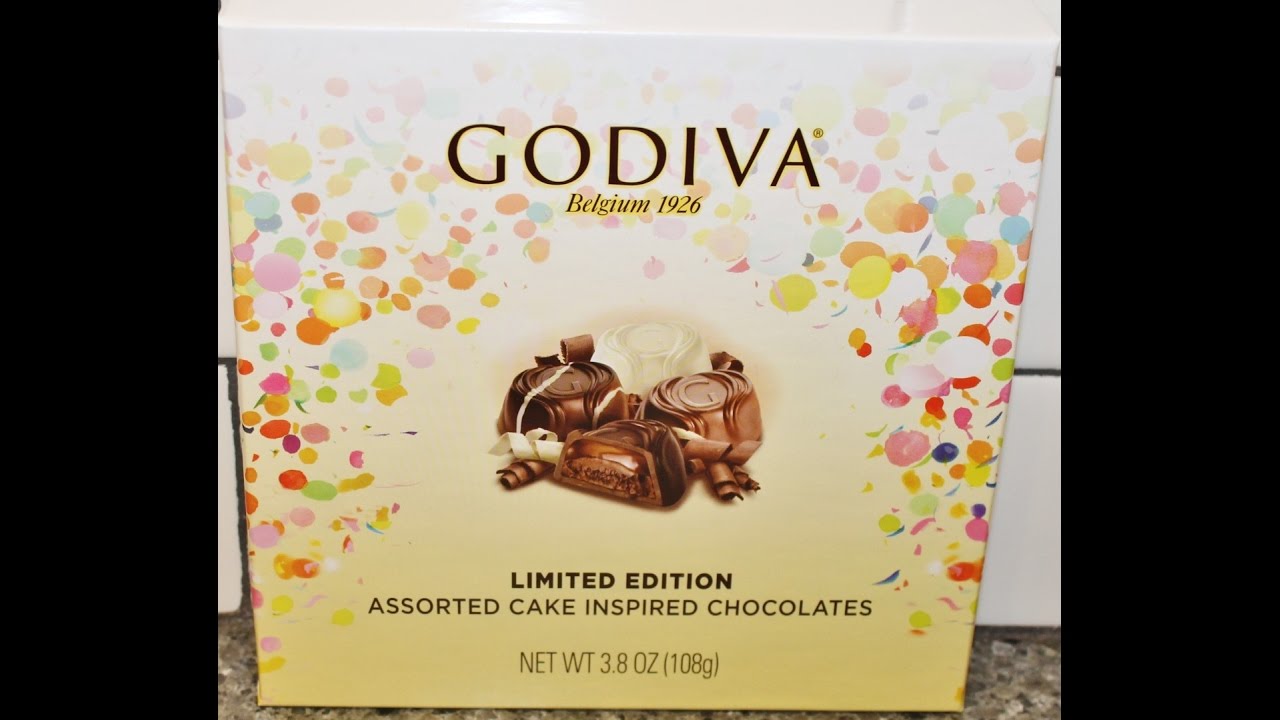 GODIVA®
Belgium 1926
LIMITED EDITION
ASSORTED CAKE INSPIRED CHOCOLATES
NET WT 3.8 OZ (108g)